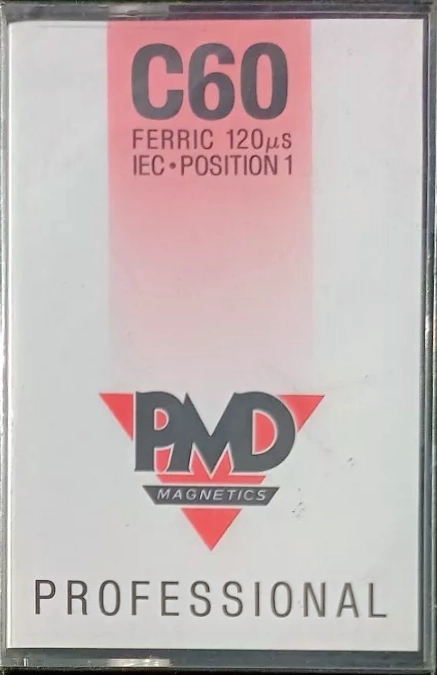 C60
FERRIC 120µs
IEC•POSITION 1
PMD
MAGNETICS
PROFESSIONAL